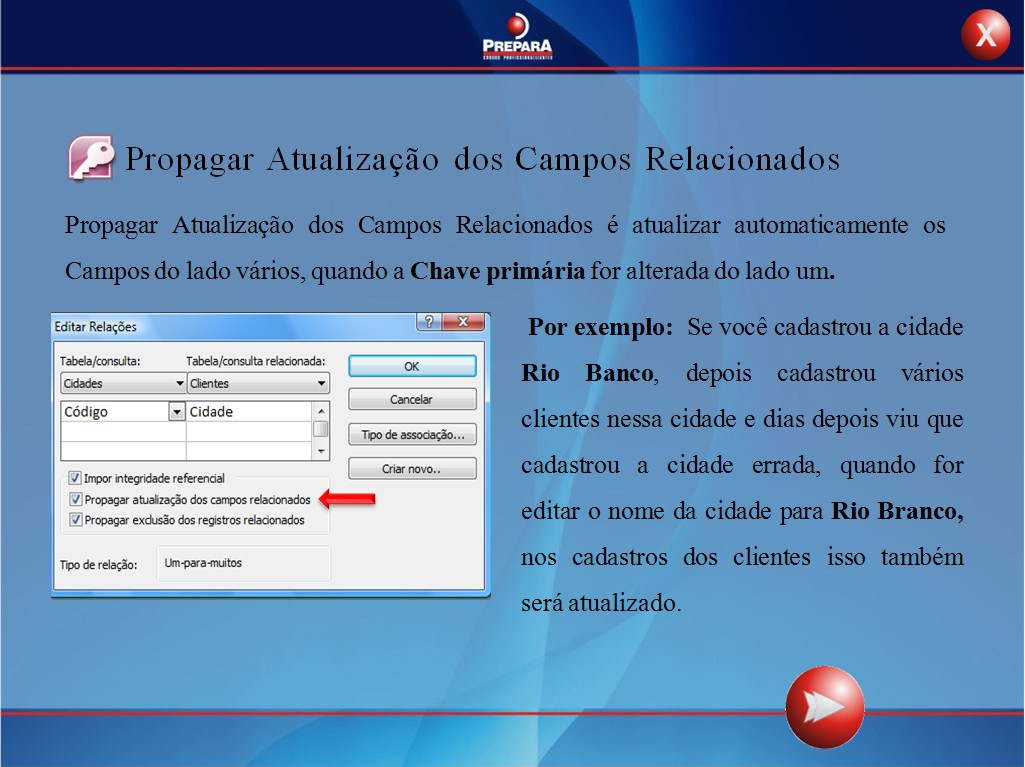 PREPARA
CURSOS PROFISSIONALIZANTES
X
Propagar Atualização dos Campos Relacionados
Propagar Atualização dos Campos Relacionados é atualizar automaticamente os
Campos do lado vários, quando a Chave primária for alterada do lado um.
Editar Relações
?
Tabela/consulta:
Tabela/consulta relacionada:
Cidades
Clientes
Código
Cidade
OK
Cancelar
Tipo de associação...
Criar novo..
Impor integridade referencial
Propagar atualização dos campos relacionados
Propagar exclusão dos registros relacionados
Tipo de relação:
Um-para-muitos
Por exemplo: Se você cadastrou a cidade
Rio Banco, depois cadastrou vários
clientes nessa cidade e dias depois viu que
cadastrou a cidade errada, quando for
editar o nome da cidade para Rio Branco,
nos cadastros dos clientes isso também
será atualizado.